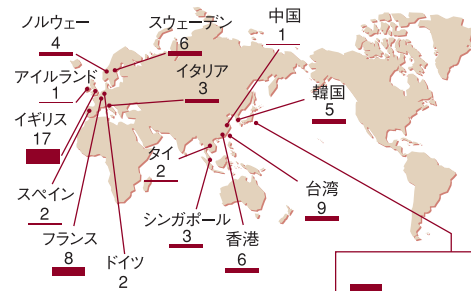 ノルウェー
4
スウェーデン
6
中国
1
アイルランド
1
イタリア
3
韓国
5
イギリス
17
タイ
2
スペイン
2
台湾
9
シンガポール
3
フランス
8
香港
6
ドイツ
2